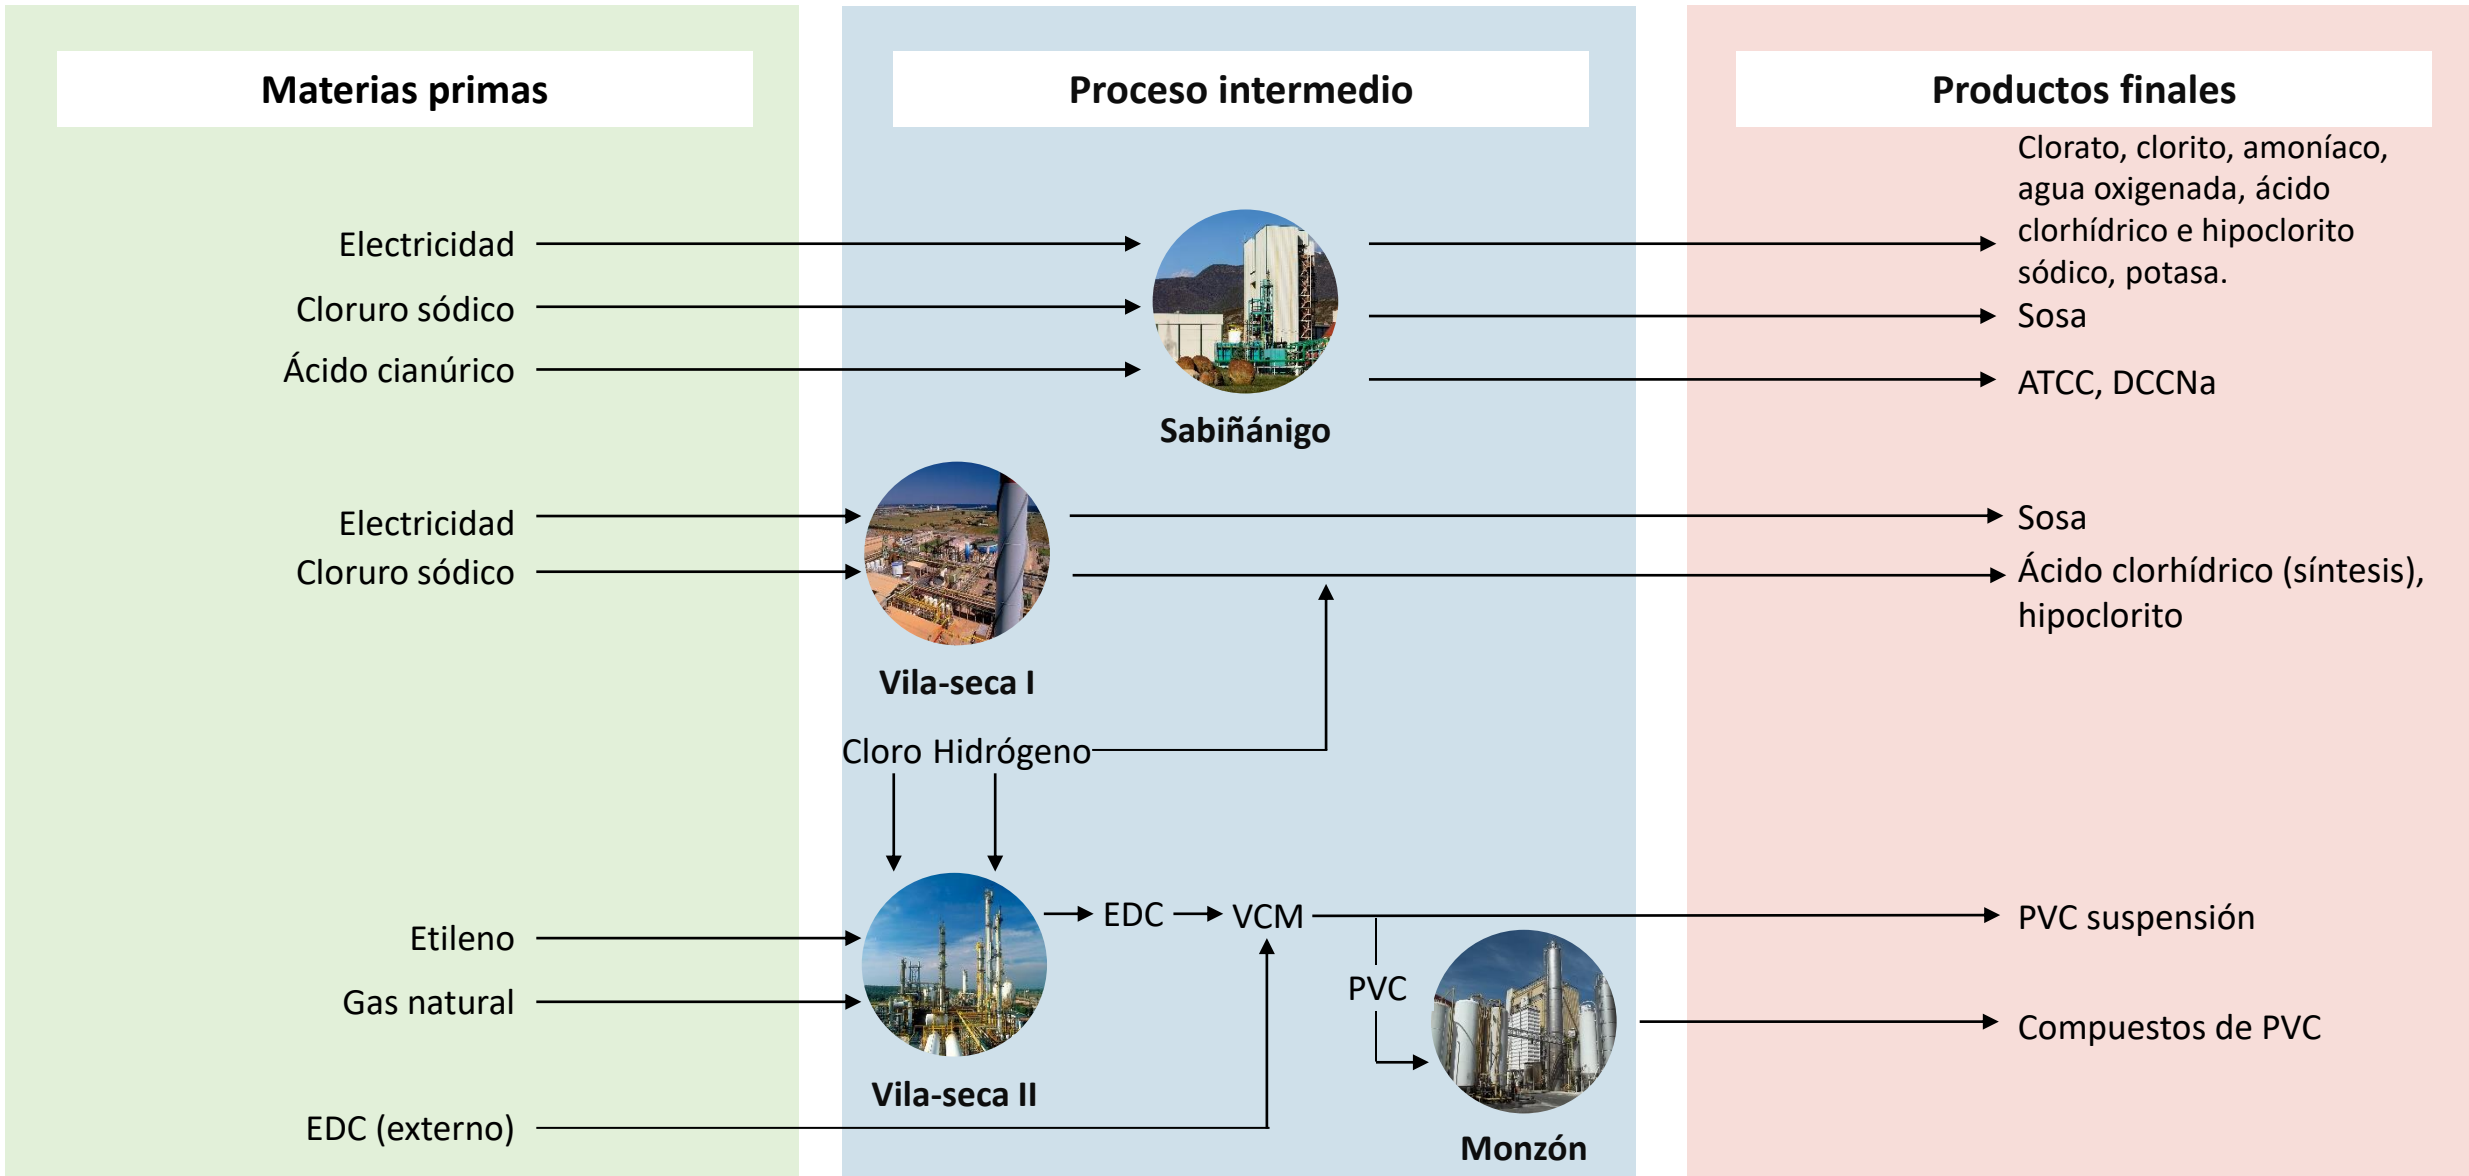 Materias primas
Proceso intermedio
Productos finales
Electricidad
Cloruro sódico
Ácido cianúrico
Sabiñánigo
Clorato, clorito, amoníaco,
agua oxigenada, ácido
clorhídrico e hipoclorito
sódico, potasa.
Sosa
ATCC, DCCNa
Electricidad
Cloruro sódico
Vila-seca I
Sosa
Ácido clorhídrico (síntesis),
hipoclorito
Cloro Hidrógeno
Etileno
Gas natural
EDC (externo)
Vila-seca II
EDC
VCM
PVC
Monzón
PVC suspensión
Compuestos de PVC